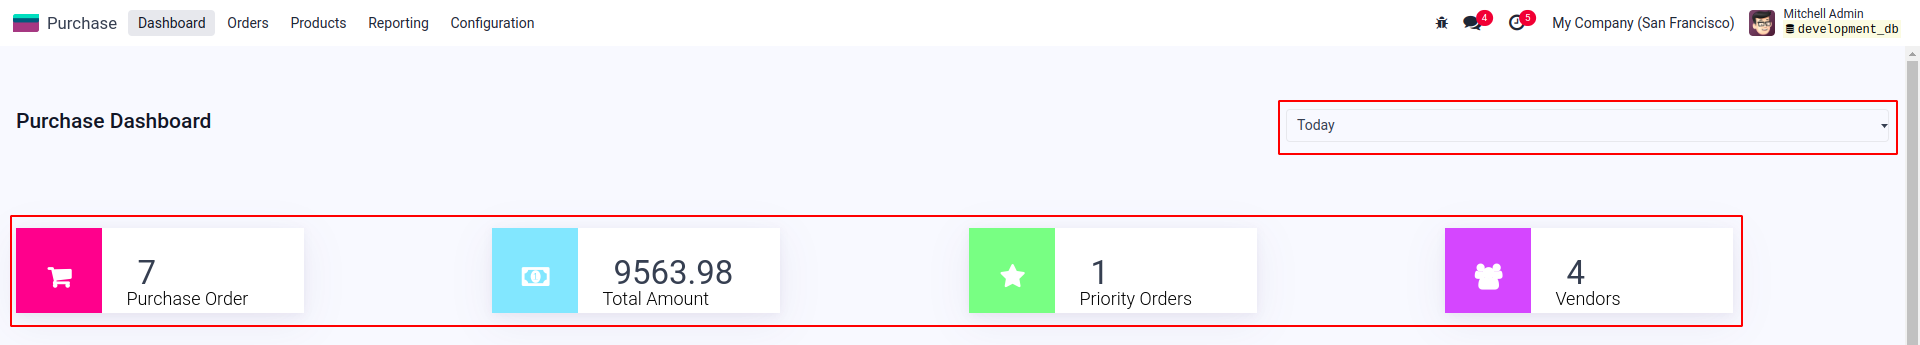 Purchase Dashboard Orders Products Reporting Configuration 4 5 My Company (San Francisco) Mitchell Admin
development_db
Purchase Dashboard
Today
7 9563.98 1 4
Purchase Order Total Amount Priority Orders Vendors